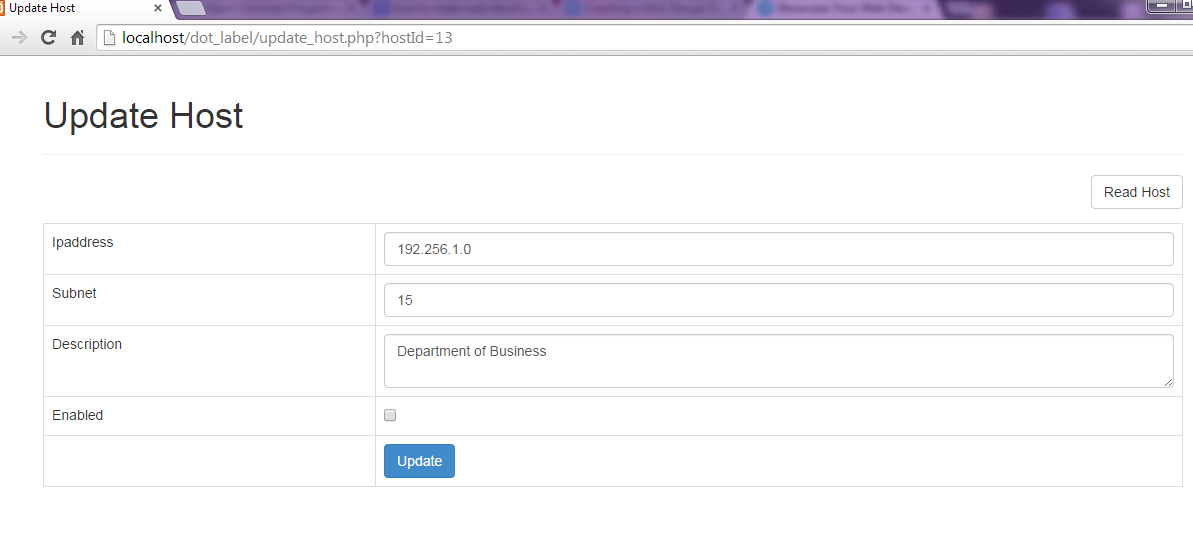 Update Host
localhost/dot_label/update_host.php?hostId=13
Update Host
Read Host
Ipaddress
192.256.1.0
Subnet
15
Description
Department of Business
Enabled
Update